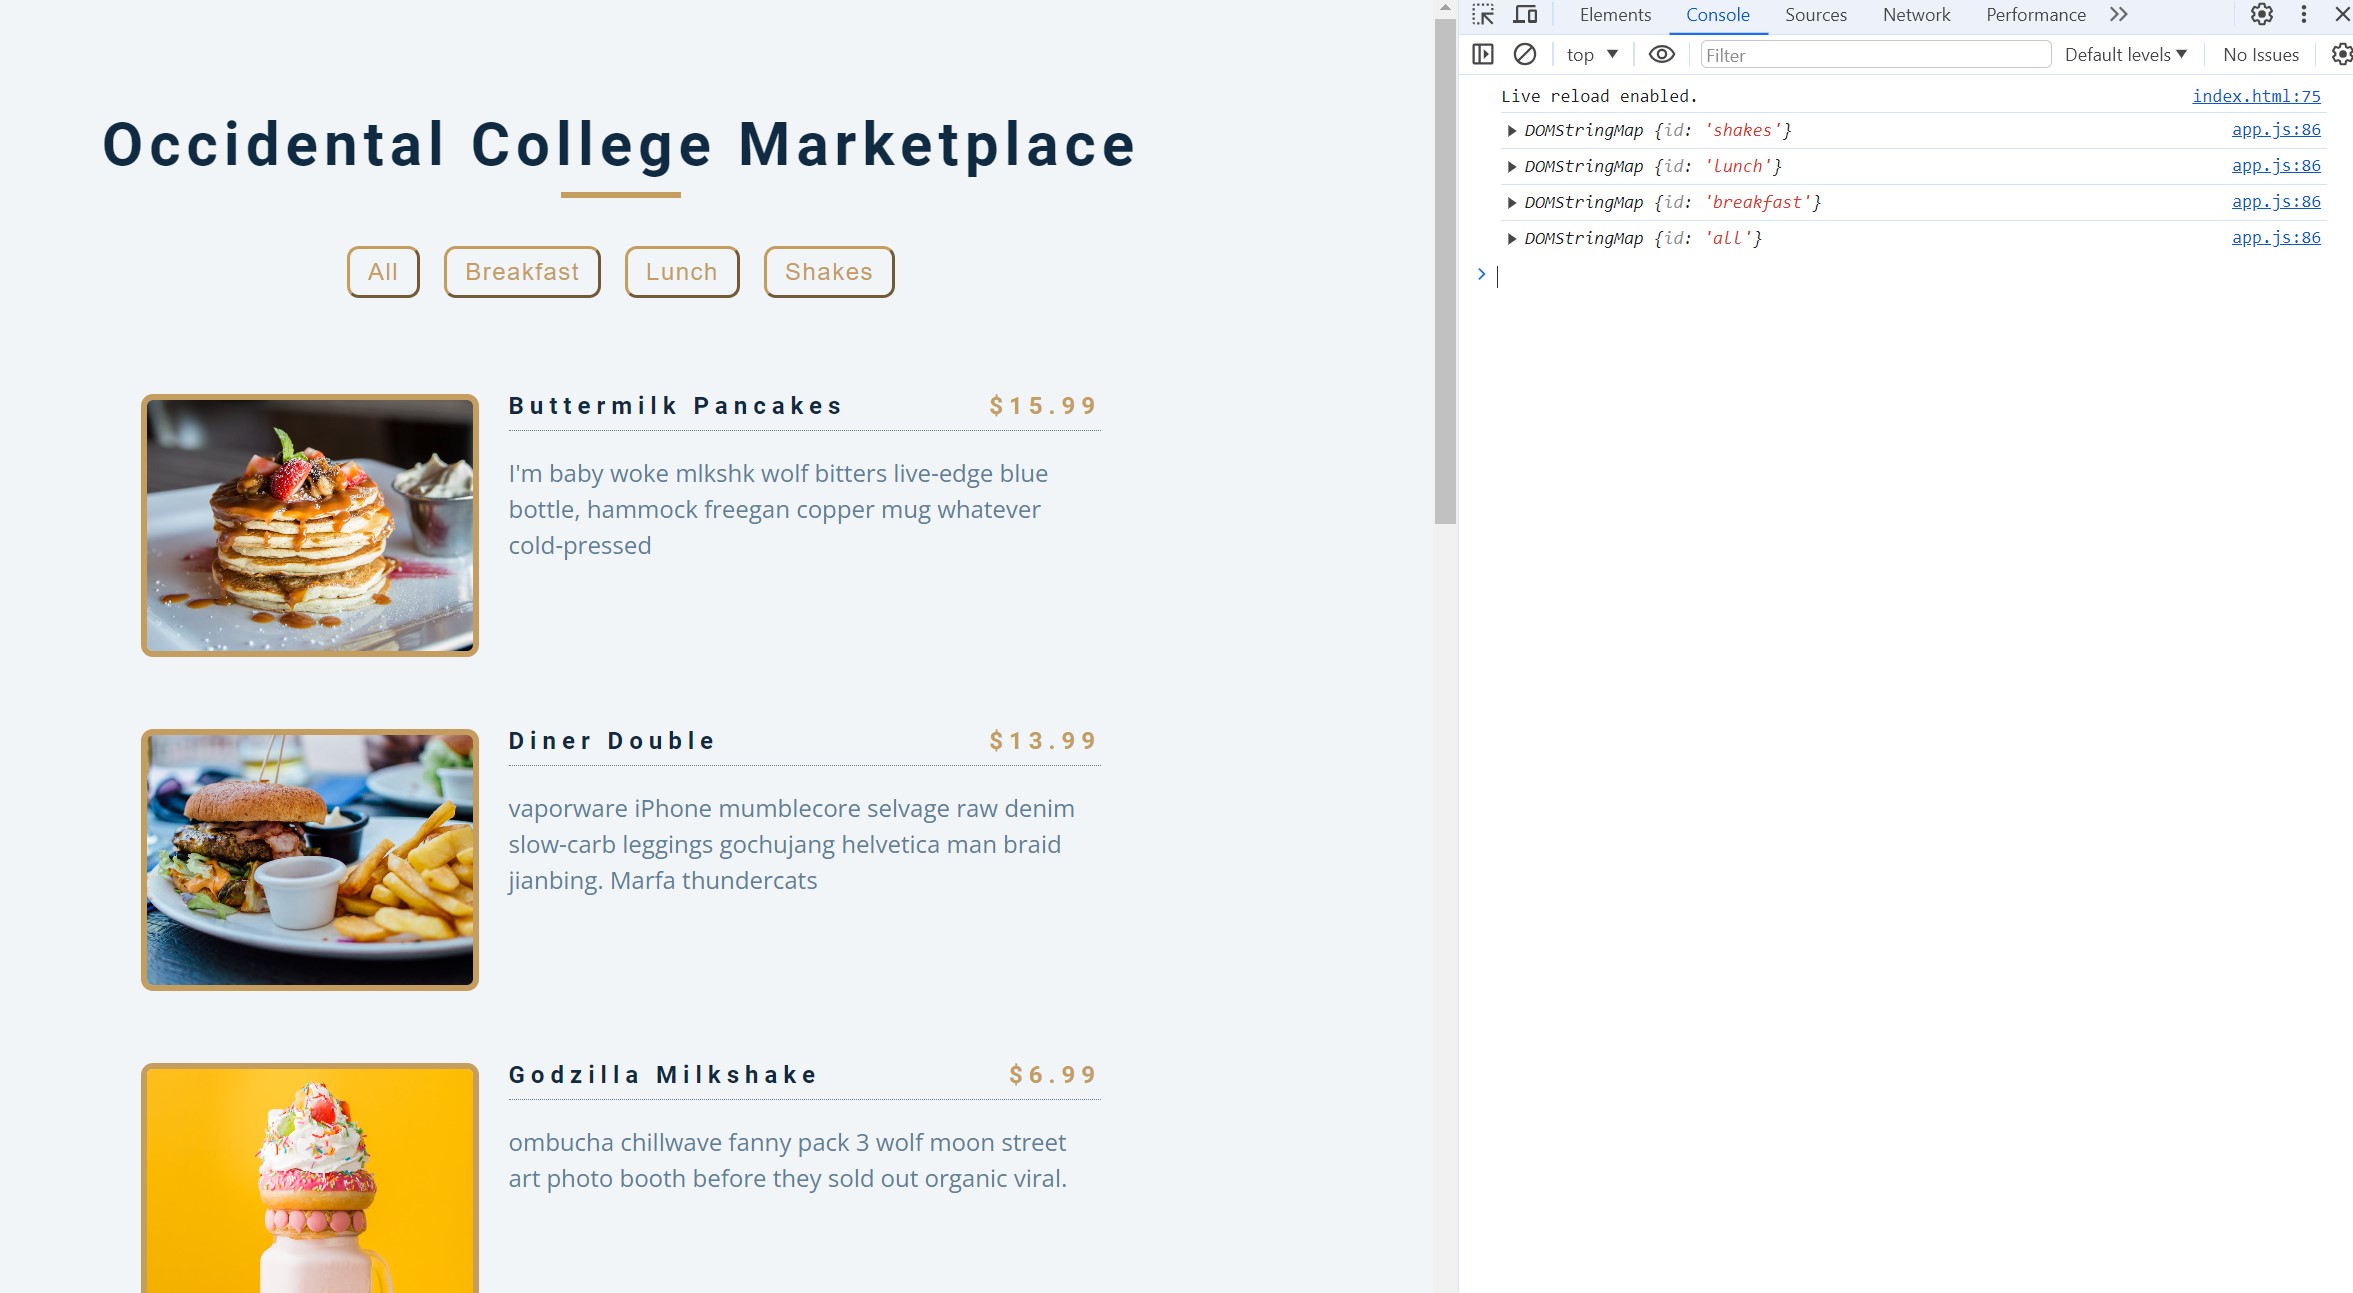 Occidental College Marketplace
All Breakfast Lunch Shakes
Buttermilk Pancakes $15.99
I'm baby woke mlkshk wolf bitters live-edge blue
bottle, hammock freegan copper mug whatever
cold-pressed
Diner Double $13.99
vaporware iPhone mumblecore selvage raw denim
slow-carb leggings gochujang helvetica man braid
jianbing. Marfa thundercats
Godzilla Milkshake $6.99
ombucha chillwave fanny pack 3 wolf moon street
art photo booth before they sold out organic viral.
Elements Console Sources Network Performance
top Filter Default levels No Issues
Live reload enabled. index.html:75
DOMStringMap {id: 'shakes'} app.js:86
DOMStringMap {id: 'lunch'} app.js:86
DOMStringMap {id: 'breakfast'} app.js:86
DOMStringMap {id: 'all'} app.js:86